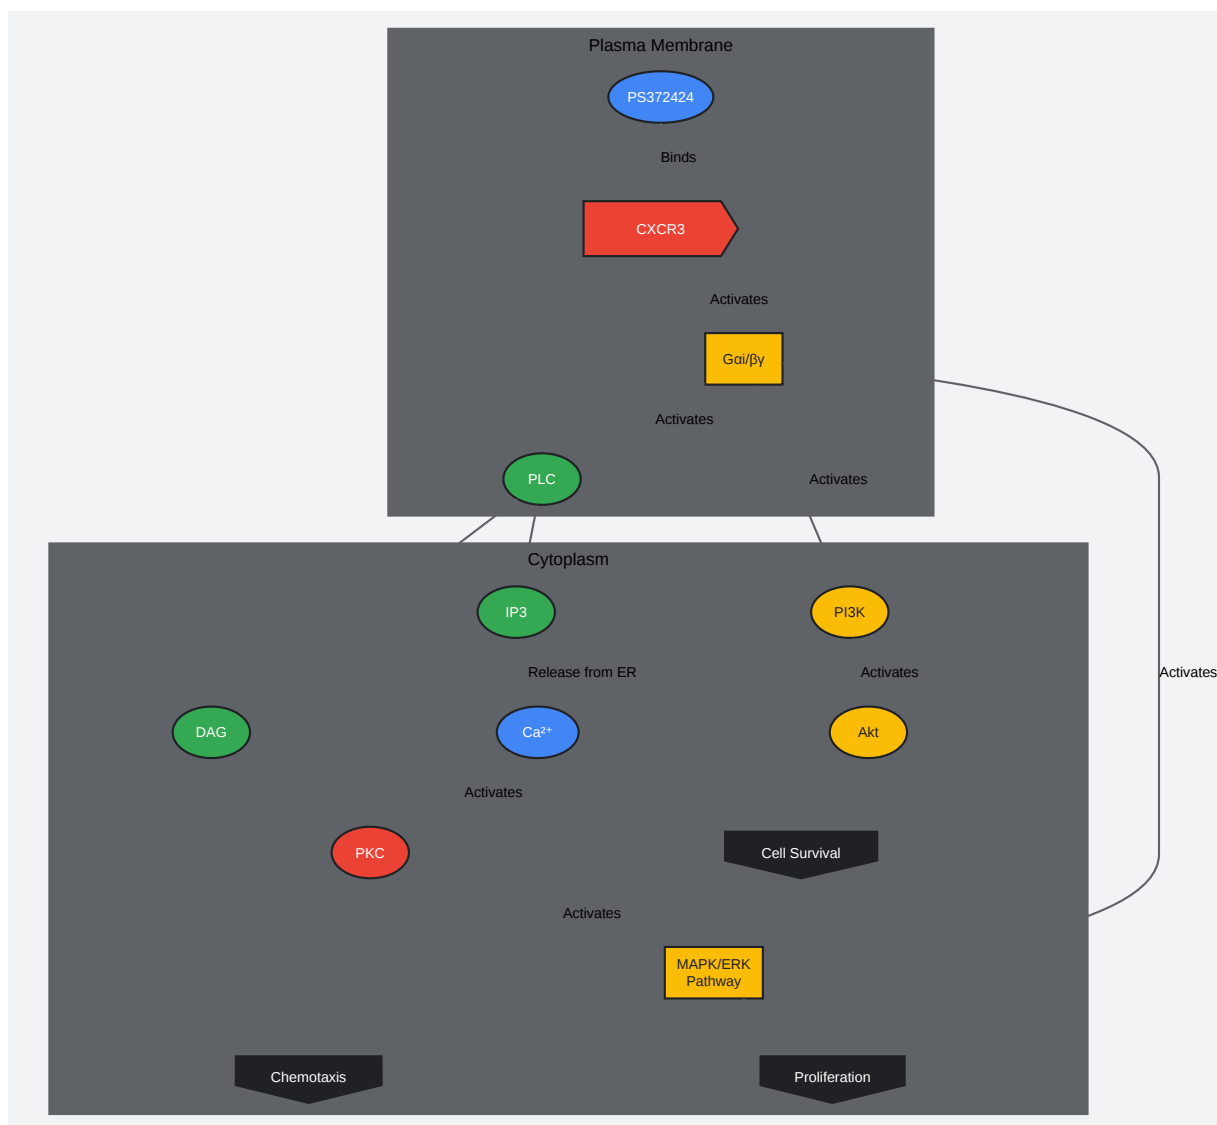 Plasma Membrane
PS372424
Binds
CXCR3
Activates
Gαi/βγ
Activates
PLC
Activates
Cytoplasm
IP3
PI3K
Release from ER
Activates
Activates
DAG
Ca²⁺
Akt
Activates
PKC
Cell Survival
Activates
MAPK/ERK
Pathway
Chemotaxis
Proliferation